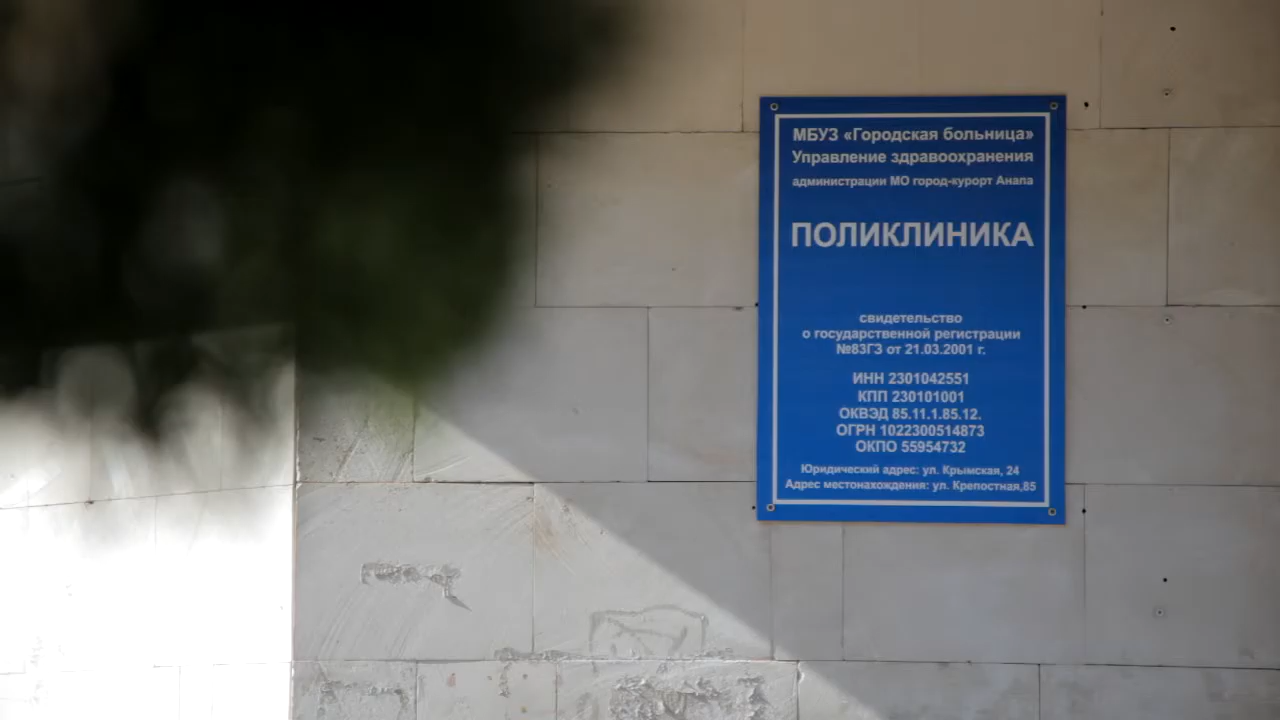 МБУЗ «Городская больница»
Управление здравоохранения
администрации МО город-курорт Анапа
ПОЛИКЛИНИКА
свидетельство
о государственной регистрации
№83ГЗ от 21.03.2001 г.
ИНН 2301042551
КПП 230101001
ОКВЭД 85.11.1.85.12.
ОГРН 1022300514873
ОКПО 55954732
Юридический адрес: ул. Крымская, 24
Адрес местонахождения: ул. Крепостная,85